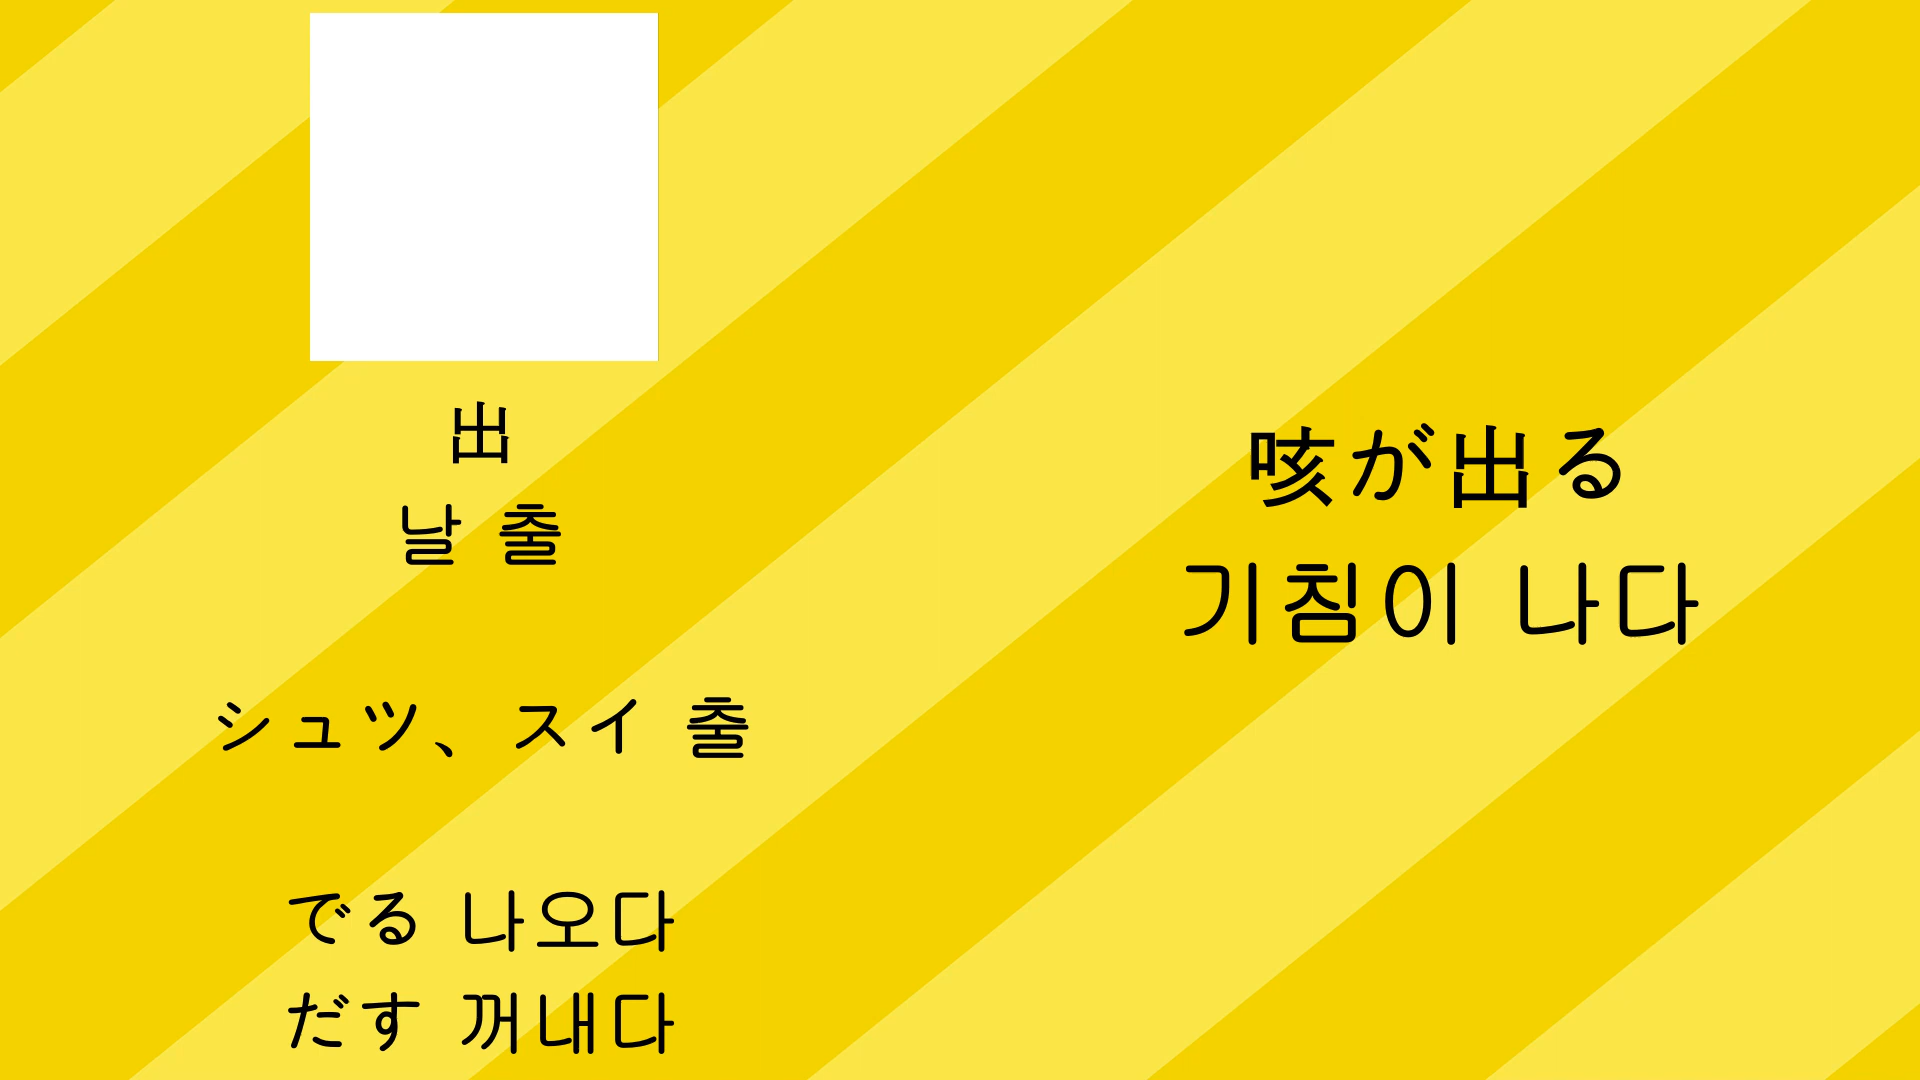 出
날 출
シュツ、スイ 출
でる 나오다
だす 꺼내다
咳が出る
기침이 나다